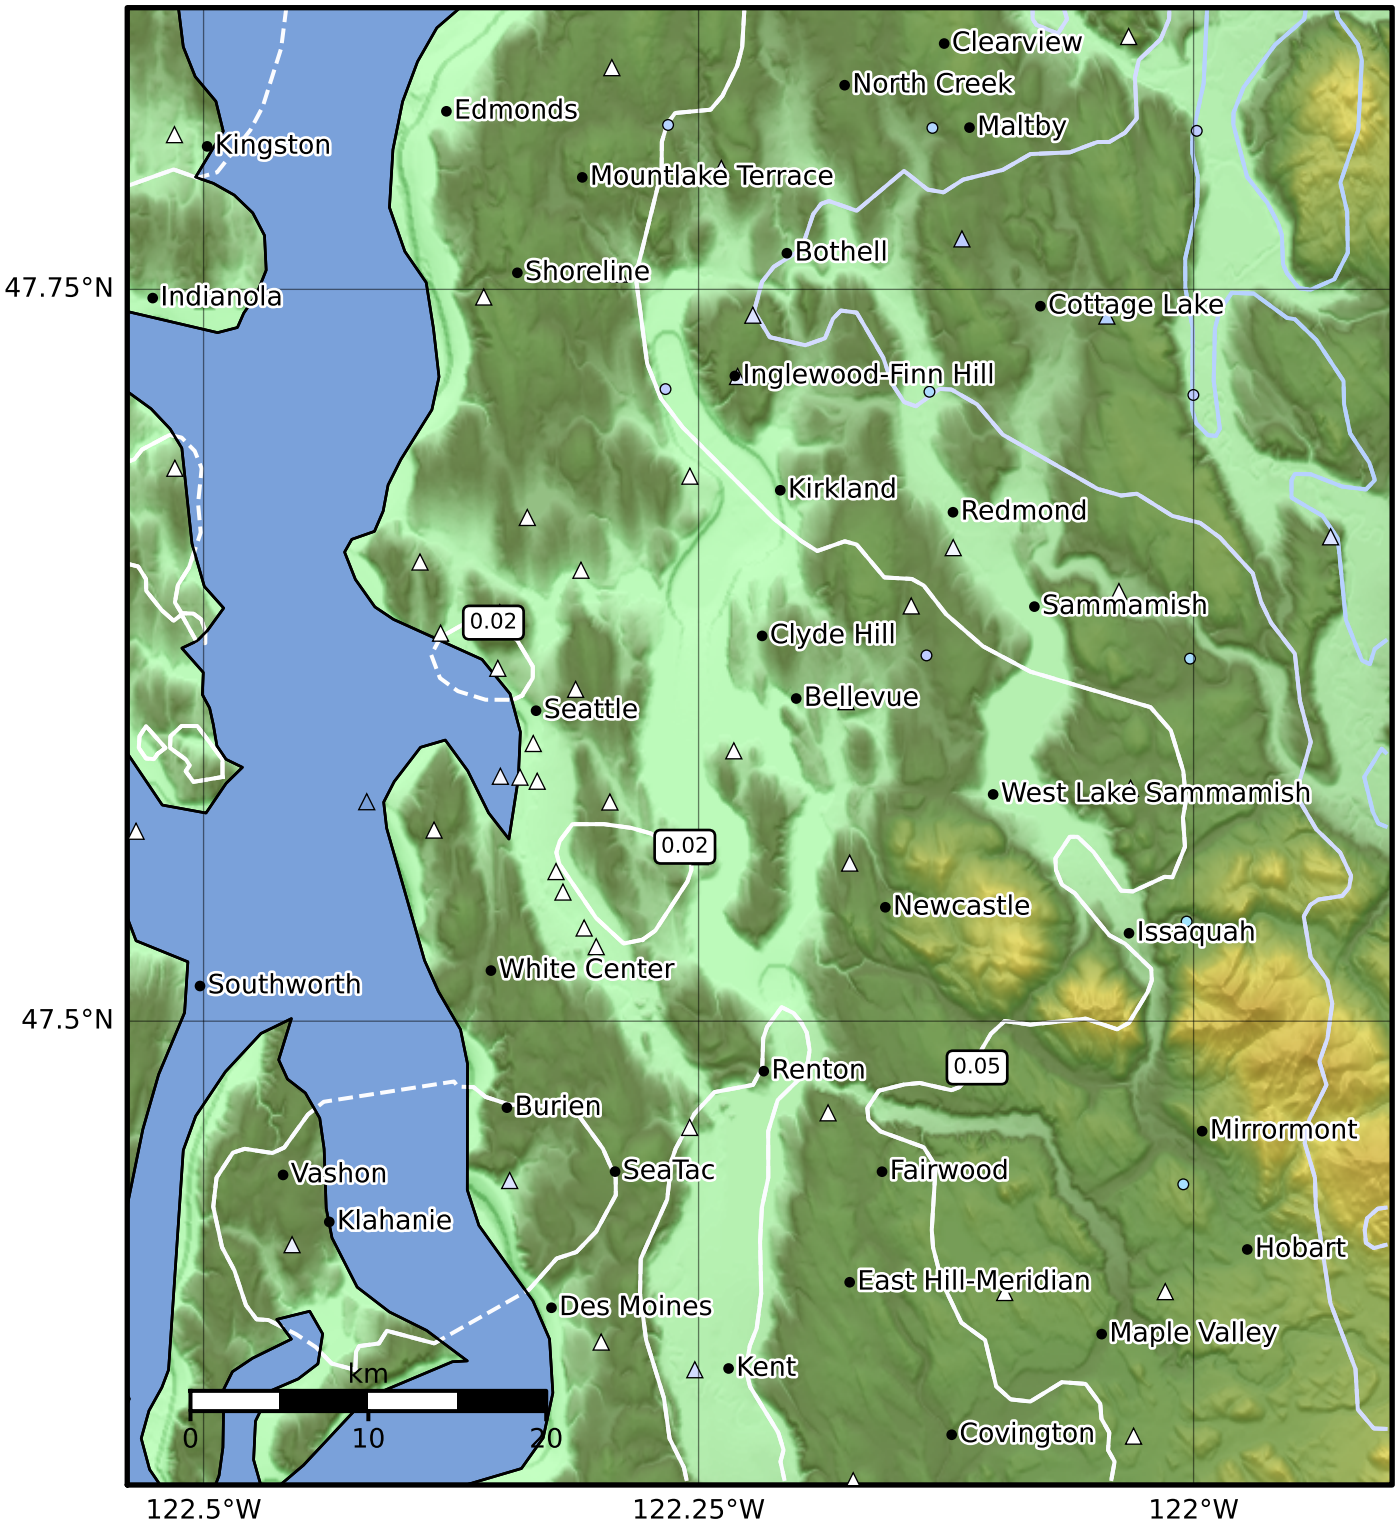 Clearview
North Creek
Edmonds
Maltby
Kingston
Mountlake Terrace
Bothell
Shoreline
47.75°N
Indianola
Cottage Lake
Inglewood-Finn Hill
Kirkland
Redmond
Sammamish
0.02
Clyde Hill
Bellevue
Seattle
West Lake Sammamish
0.02
Newcastle
Issaquah
White Center
Southworth
47.5°N
0.05
Renton
Burien
Mirrormont
SeaTac
Fairwood
Vashon
Klahanie
Hobart
East Hill-Meridian
Des Moines
Maple Valley
Kent
km
0 10 20
Covington
122.5°W 122.25°W 122°W